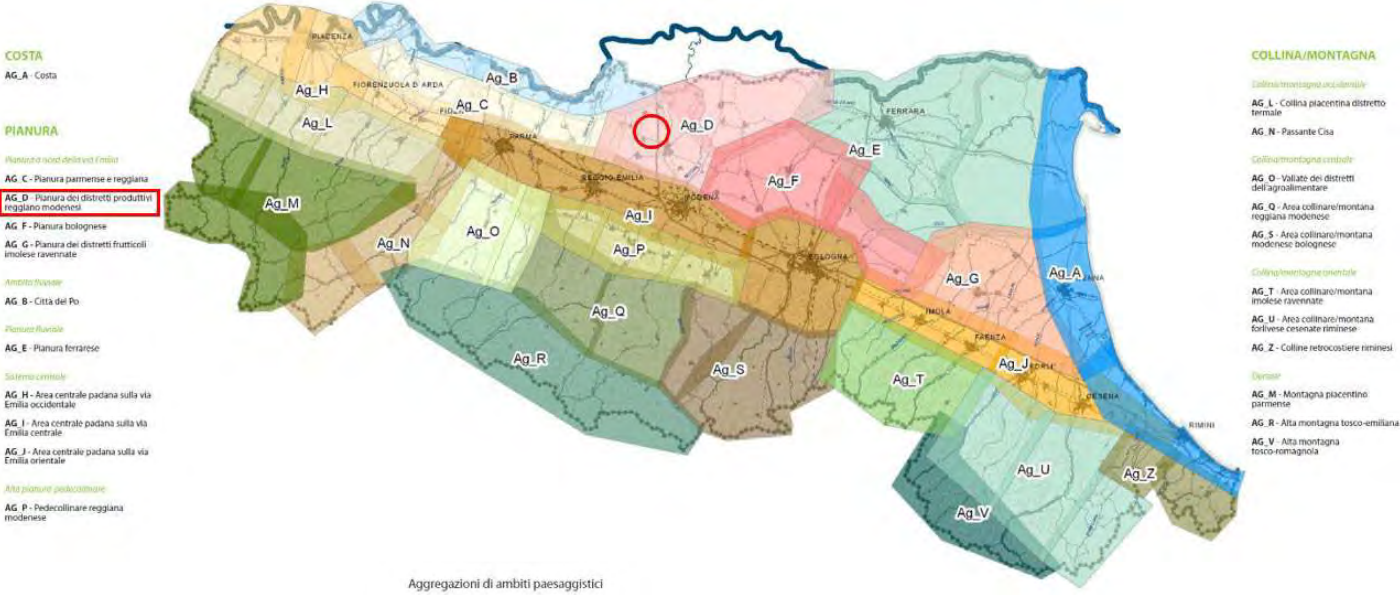 COSTA
AG_A - Costa
PIANURA
Pianura a nord della via Emilia
AG_C - Pianura parmense e reggiana
AG_D - Pianura dei distretti produttivi
reggiano modenesi
AG_F - Pianura bolognese
AG_G - Pianura dei distretti frutticoli
imolese ravennate
Ambito fluviale
AG_B - Città del Po
Pianura fluviale
AG_E - Pianura ferrarese
Sistema centrale
AG_H - Area centrale padana sulla via
Emilia occidentale
AG_I - Area centrale padana sulla via
Emilia centrale
AG_J - Area centrale padana sulla via
Emilia orientale
Alta pianura pedecollinare
AG_P - Pedecollinare reggiana
modenese
PIACENZA
FIORENZUOLA D'ARDA
Ag_B
Ag_H
Ag_C
Ag_L
PARMA
Ag_D
FERRARA
Ag_E
REGGIO EMILIA
Ag_F
MODENA
Ag_M
Ag_I
Ag_O
Ag_N
Ag_P
BOLOGNA
Ag_G
Ag_A
Ag_Q
IMOLA
FAENZA
Ag_R
Ag_S
Ag_J
Ag_T
CESENA
RIMINI
Ag_U
Ag_Z
Ag_V
COLLINA/MONTAGNA
Collina/montagna occidentale
AG_L - Collina piacentina distretto
termale
AG_N - Passante Cisa
Collina/montagna centrale
AG_O - Vallate dei distretti
dell'agroalimentare
AG_Q - Area collinare/montana
reggiana modenese
AG_S - Area collinare/montana
modenese bolognese
Collina/montagna orientale
AG_T - Area collinare/montana
imolese ravennate
AG_U - Area collinare/montana
forlivese cesenate riminese
AG_Z - Colline retrocostiere riminesi
AG_M - Montagna piacentino
parmense
AG_R - Alta montagna tosco-emiliana
AG_V - Alta montagna
tosco-romagnola
Aggregazioni di ambiti paesaggistici